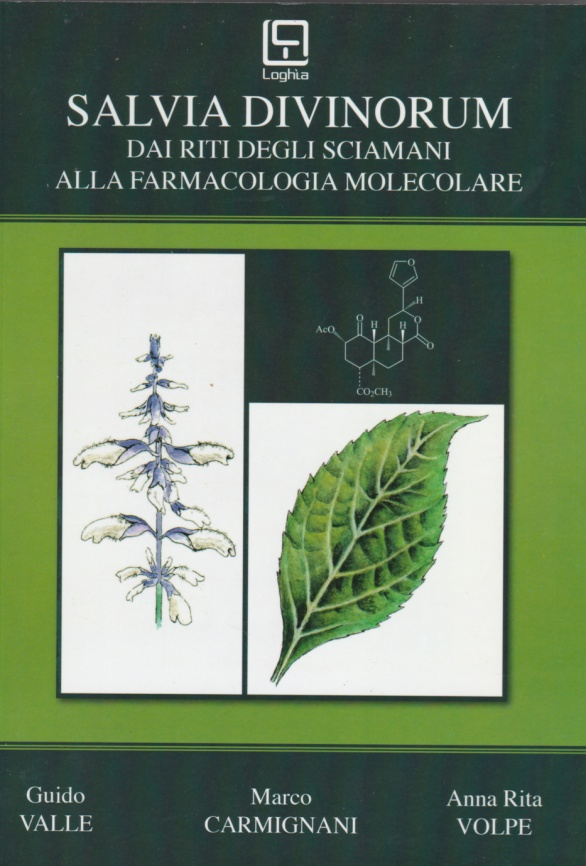 Loghìa
SALVIA DIVINORUM
DAI RITI DEGLI SCIAMANI
ALLA FARMACOLOGIA MOLECOLARE
O
H
O
O
AcO
H
H
O
CO₂CH₃
Guido
VALLE
Marco
CARMIGNANI
Anna Rita
VOLPE